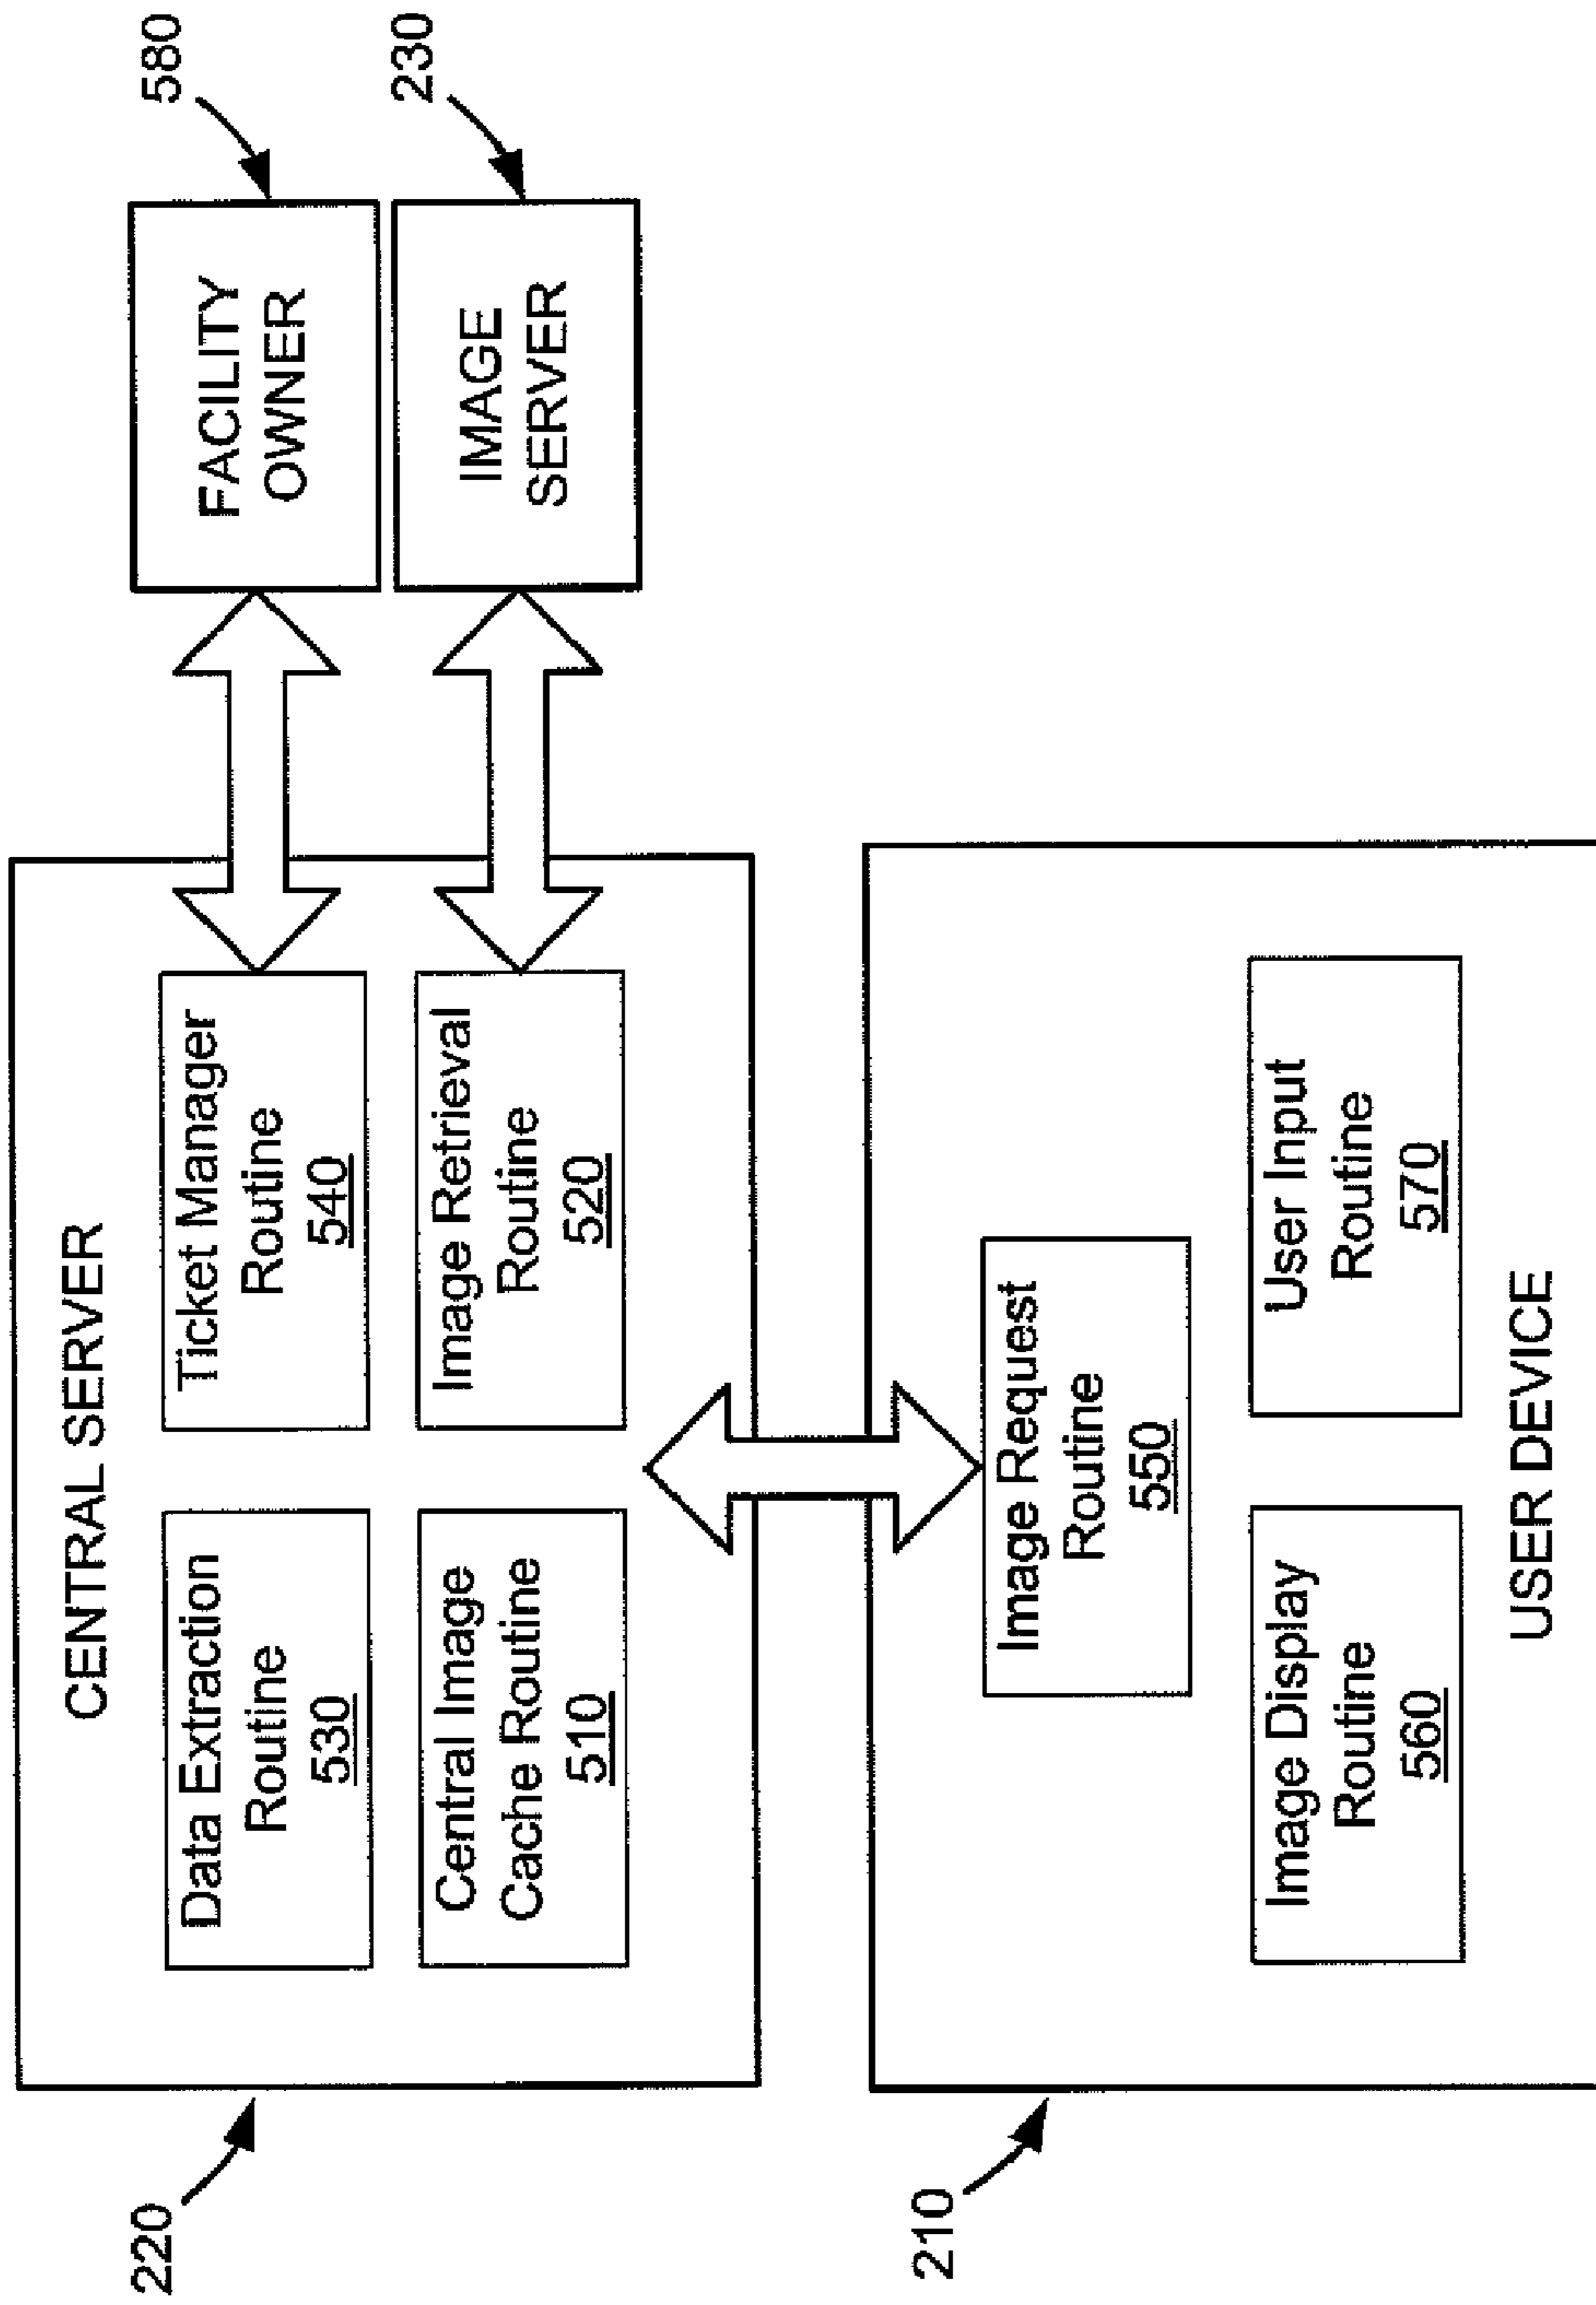 220
CENTRAL SERVER
Data Extraction
Routine
530
Ticket Manager
Routine
540
Central Image
Cache Routine
510
Image Retrieval
Routine
520
FACILITY
OWNER
580
IMAGE
SERVER
230
210
Image Request
Routine
550
Image Display
Routine
560
User Input
Routine
570
USER DEVICE